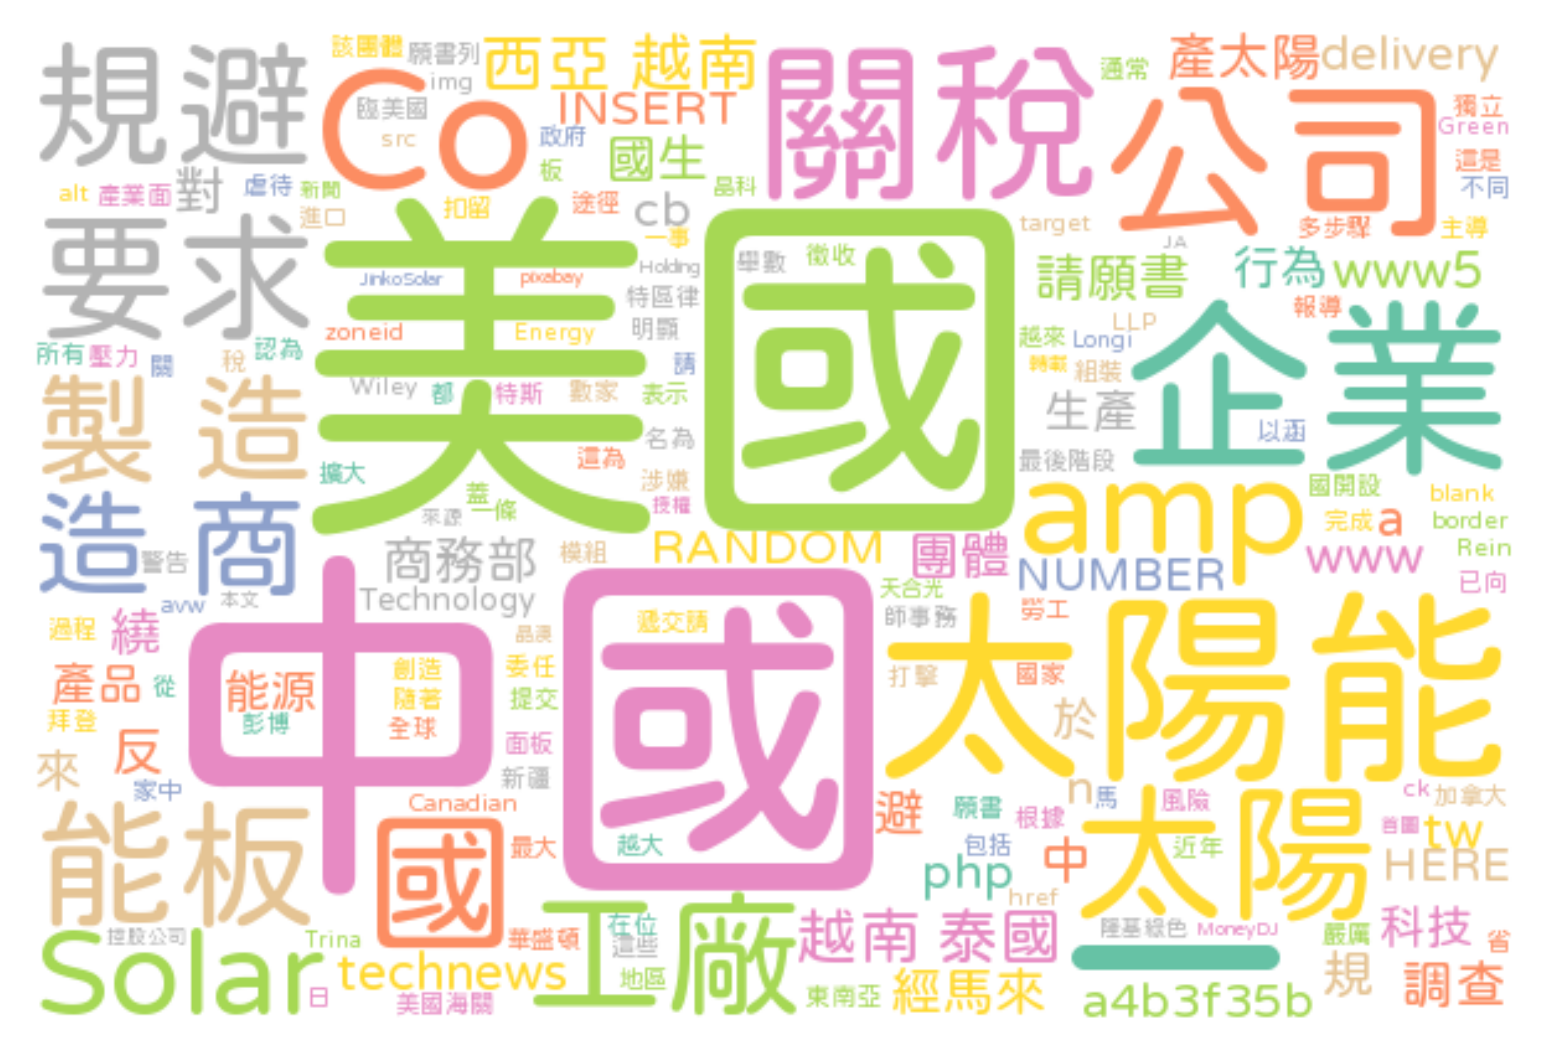 該團體 願書列 西亞 越南 關稅 通常 產太陽 delivery
規避 Co img
臨美國 INSERT 公司 獨立
src 政府 國生 Green
板 這是
alt 產業面 對 虐待 新聞 晶科 不同
進口 扣留 途徑 cb target 多步驟 主導
要求 美國 一事 JA
JinkoSolar pixabay Holding 舉數 徵收 請願書 行為 www5
特區律 報導
zoneid Energy 明顯 越來 Longi LLP 企業
所有 壓力 關 稅 認為 請 轉載 組裝
製造 Wiley 都 特斯 數家 表示 生產
名為 以函
擴大 這為 涉嫌 最後階段
造商 蓋一條 授權 amp 國開設 blank
來源 完成 a border
警告 商務部 模組 RANDOM 團體 www Rein
avw 本文 Technology 天合光 NUMBER 已向
過程 繞 中國 晶澳 遞交請 師事務 勞工 太陽能
產品 從 能源 創造 委任 打擊 國家
拜登 彭博 隨著 提交 於
反 全球 面板
來 家中 新疆 n 馬 風險 ck 加拿大
能板 Canadian 避 願書 根據 太陽 首圖 tw
國 最大 越大 包括 中 近年 HERE
php href
Solar 控股公司 Trina 華盛頓 工廠 在位 這些 越南 泰國 隆基綠色 MoneyDJ 嚴厲 科技 省
technews 地區 規 調查
日 美國海關 東南亞 經馬來 a4b3f35b